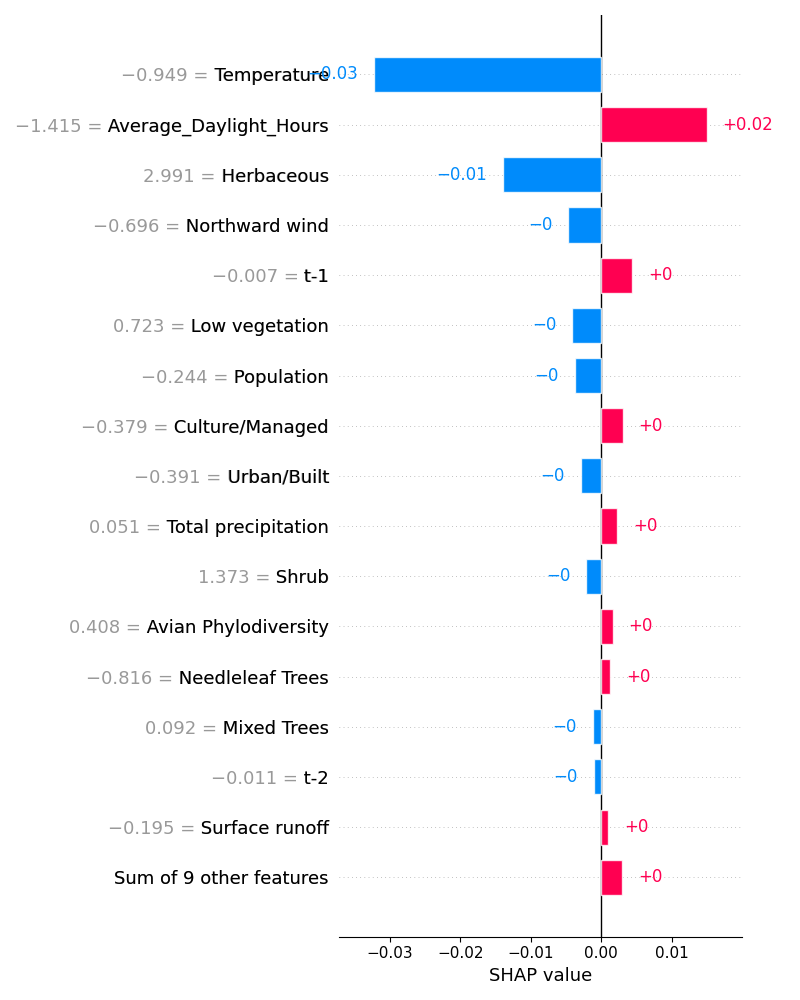 −0.949 = Temperature −0.03
−1.415 = Average_Daylight_Hours +0.02
2.991 = Herbaceous −0.01
−0.696 = Northward wind −0
−0.007 = t-1 +0
0.723 = Low vegetation −0
−0.244 = Population −0
−0.379 = Culture/Managed +0
−0.391 = Urban/Built −0
0.051 = Total precipitation +0
1.373 = Shrub −0
0.408 = Avian Phylodiversity +0
−0.816 = Needleleaf Trees +0
0.092 = Mixed Trees −0
−0.011 = t-2 −0
−0.195 = Surface runoff +0
Sum of 9 other features +0
−0.03 −0.02 −0.01 0.00 0.01
SHAP value